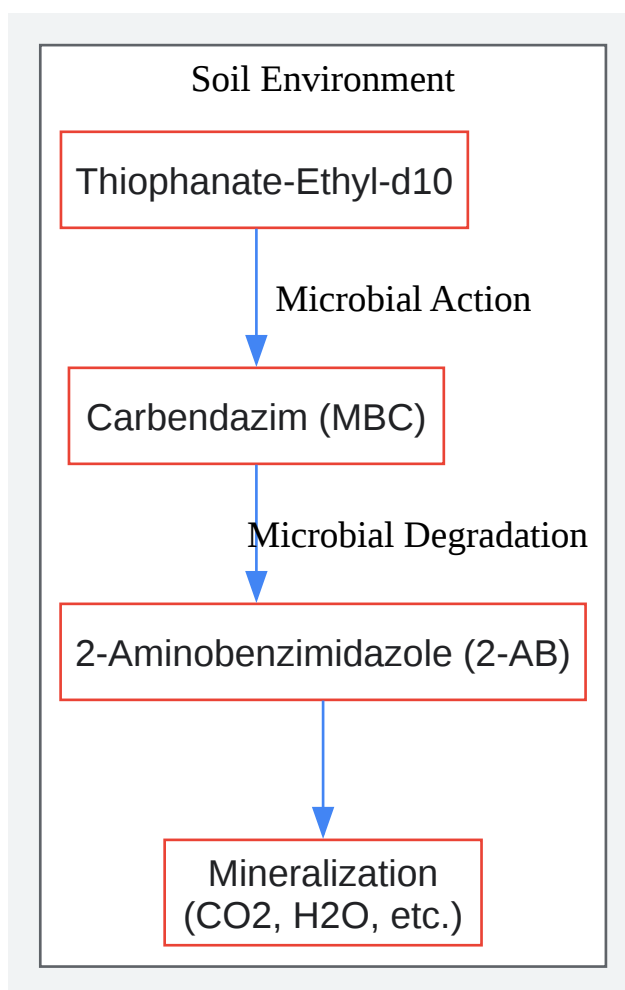 Soil Environment
Thiophanate-Ethyl-d10
Microbial Action
Carbendazim (MBC)
Microbial Degradation
2-Aminobenzimidazole (2-AB)
Mineralization
(CO2, H2O, etc.)